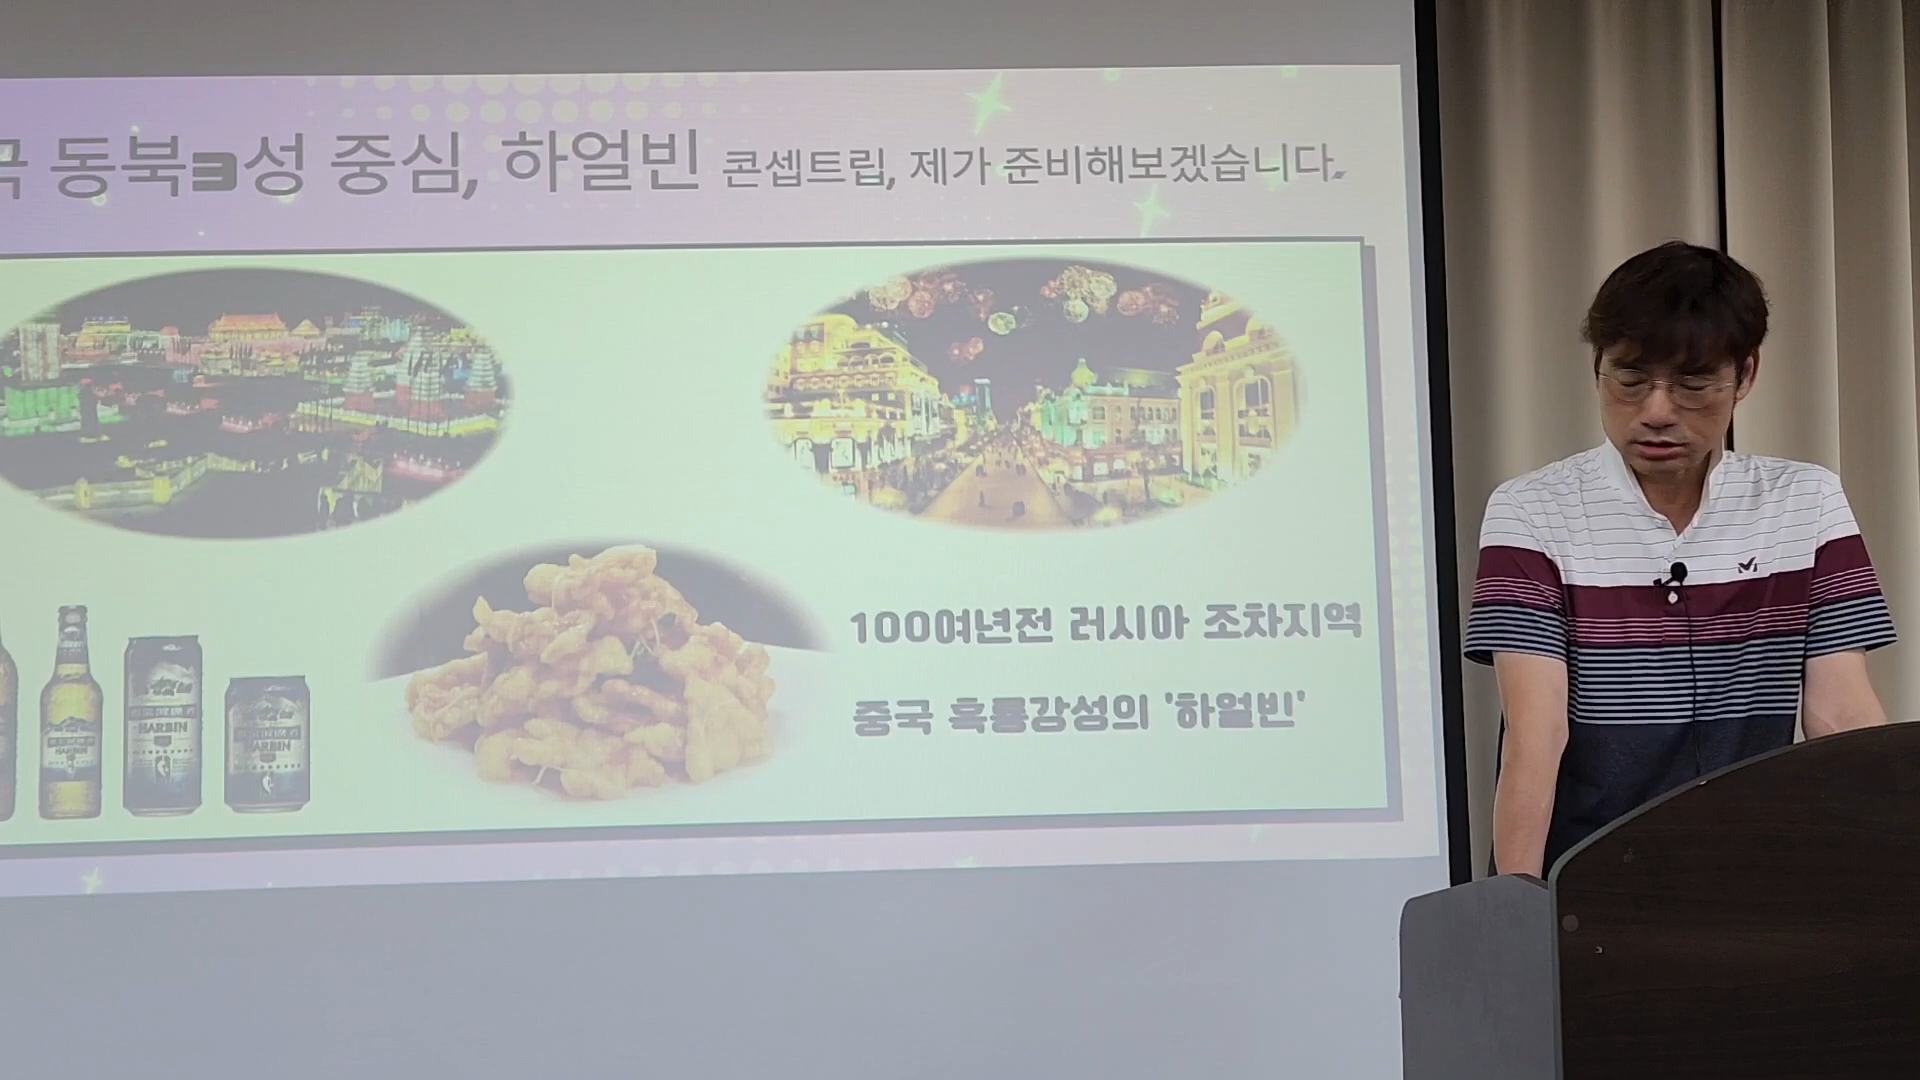 국 동북3성 중심, 하얼빈 콘셉트립, 제가 준비해보겠습니다.
100여년전 러시아 조차지역
중국 흑룡강성의 '하얼빈'
HARBIN
HARBIN
HARBIN